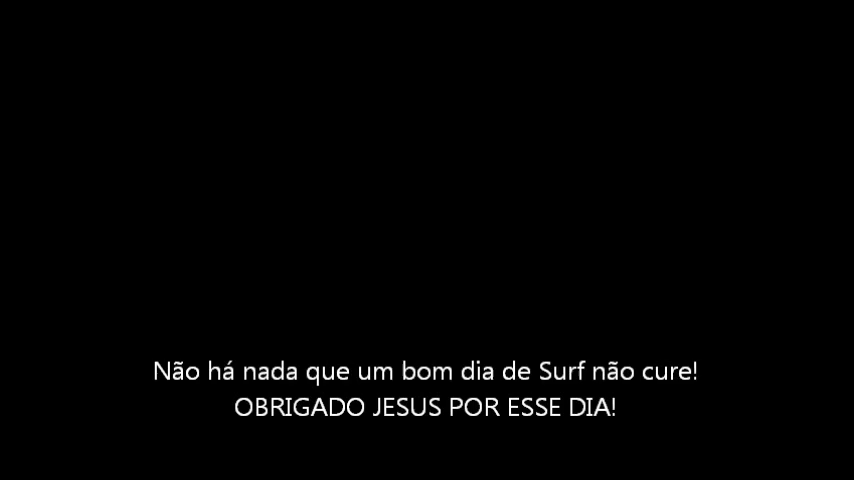 Não há nada que um bom dia de Surf não cure!
OBRIGADO JESUS POR ESSE DIA!